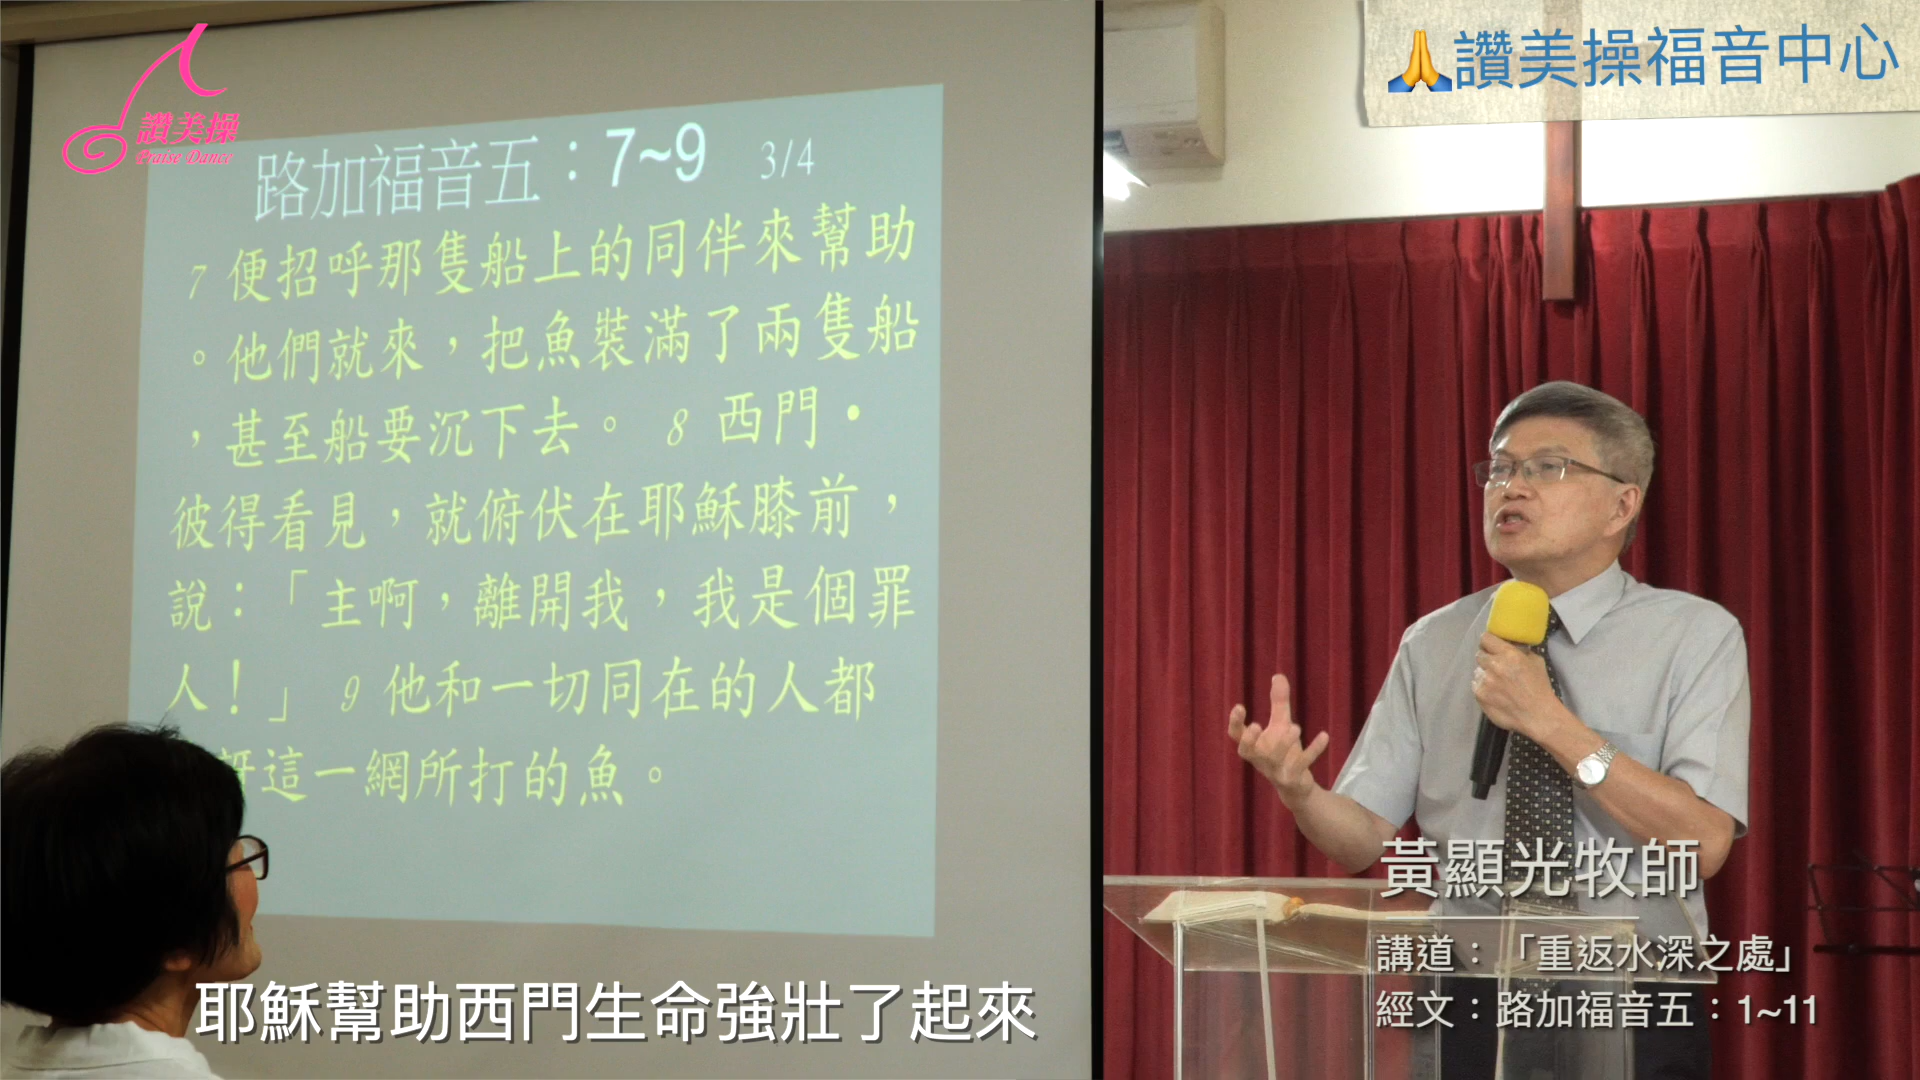 讚美操
Praise Dance
🙏讚美操福音中心
路加福音五：7~9 3/4
7 便招呼那隻船上的同伴來幫助
。他們就來，把魚裝滿了兩隻船
，甚至船要沉下去。 8 西門•
彼得看見，就俯伏在耶穌膝前，
說：「主啊，離開我，我是個罪
人！」 9 他和一切同在的人都
訝這一網所打的魚。
黃顯光牧師
講道：「重返水深之處」
經文：路加福音五：1~11
耶穌幫助西門生命強壯了起來